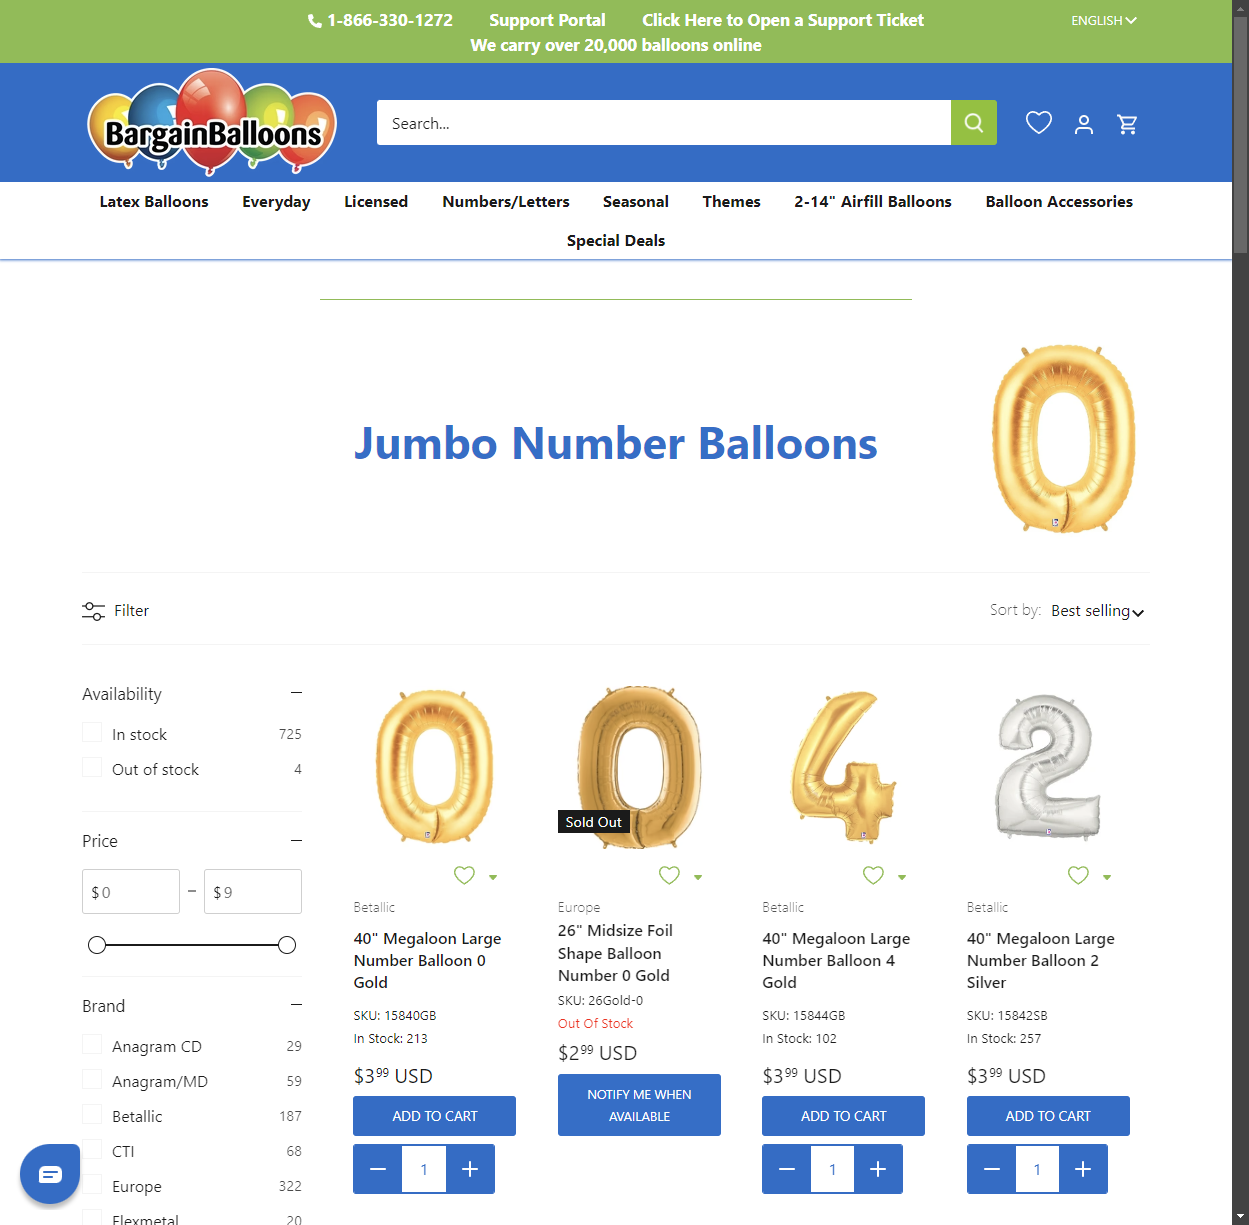 1-866-330-1272 Support Portal Click Here to Open a Support Ticket ENGLISH
We carry over 20,000 balloons online
BargainBalloons
Search...
Latex Balloons Everyday Licensed Numbers/Letters Seasonal Themes 2-14" Airfill Balloons Balloon Accessories
Special Deals
Jumbo Number Balloons
Filter
Sort by: Best selling
Availability
In stock 725
Out of stock 4
Price
$ 0 – $ 9
Brand
Anagram CD 29
Anagram/MD 59
Betallic 187
CTI 68
Europe 322
Flexmetal 20
Betallic
40" Megaloon Large
Number Balloon 0
Gold
SKU: 15840GB
In Stock: 213
$3.99 USD
ADD TO CART
1
Sold Out
Europe
26" Midsize Foil
Shape Balloon
Number 0 Gold
SKU: 26Gold-0
Out Of Stock
$2.99 USD
NOTIFY ME WHEN
AVAILABLE
Betallic
40" Megaloon Large
Number Balloon 4
Gold
SKU: 15844GB
In Stock: 102
$3.99 USD
ADD TO CART
1
Betallic
40" Megaloon Large
Number Balloon 2
Silver
SKU: 15842SB
In Stock: 257
$3.99 USD
ADD TO CART
1